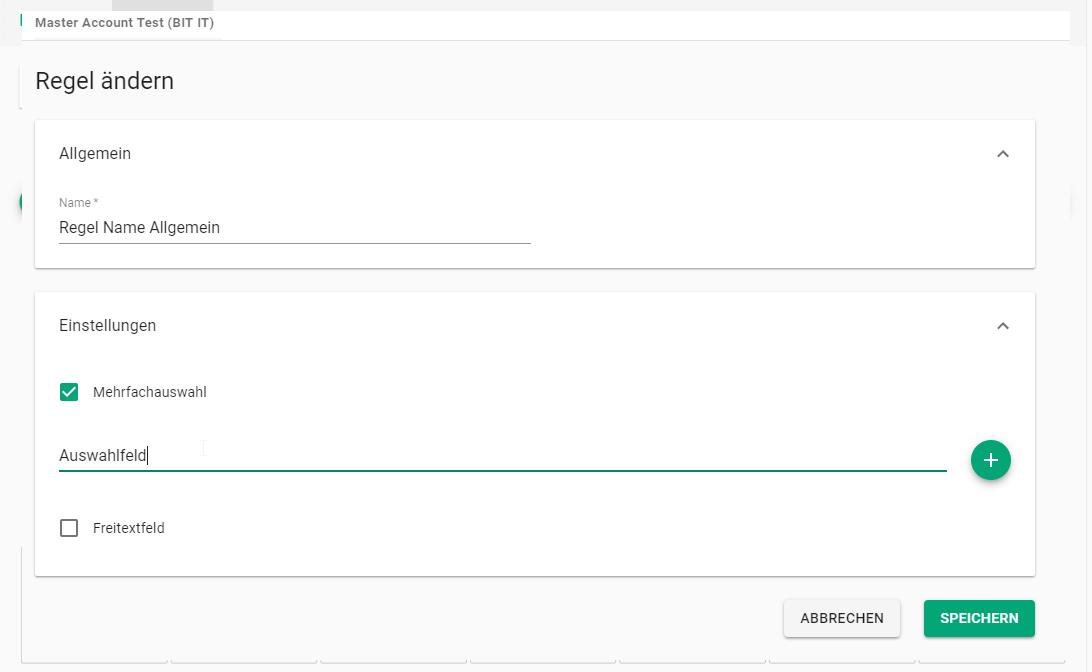 Master Account Test (BIT IT)
Regel ändern
Allgemein
Name *
Regel Name Allgemein
Einstellungen
Mehrfachauswahl
Auswahlfeld
Freitextfeld
ABBRECHEN
SPEICHERN